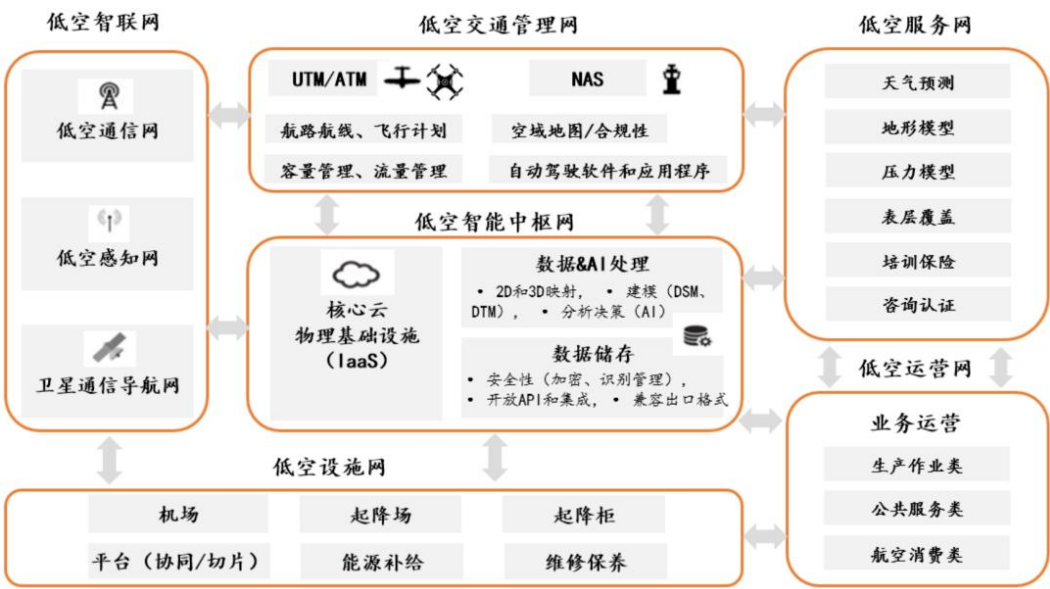 低空智联网
低空通信网
低空感知网
卫星通信导航网
低空交通管理网
UTM/ATM
NAS
航路航线、飞行计划
空域地图/合规性
容量管理、流量管理
自动驾驶软件和应用程序
低空智能中枢网
核心云
物理基础设施
(IaaS)
数据&AI处理
• 2D和3D映射, • 建模（DSM、
DTM）, • 分析决策（AI）
数据储存
• 安全性（加密、识别管理）,
• 开放API和集成, • 兼容出口格式
低空服务网
天气预测
地形模型
压力模型
表层覆盖
培训保险
咨询认证
低空运营网
业务运营
生产作业类
公共服务类
航空消费类
低空设施网
机场
起降场
起降柜
平台（协同/切片）
能源补给
维修保养